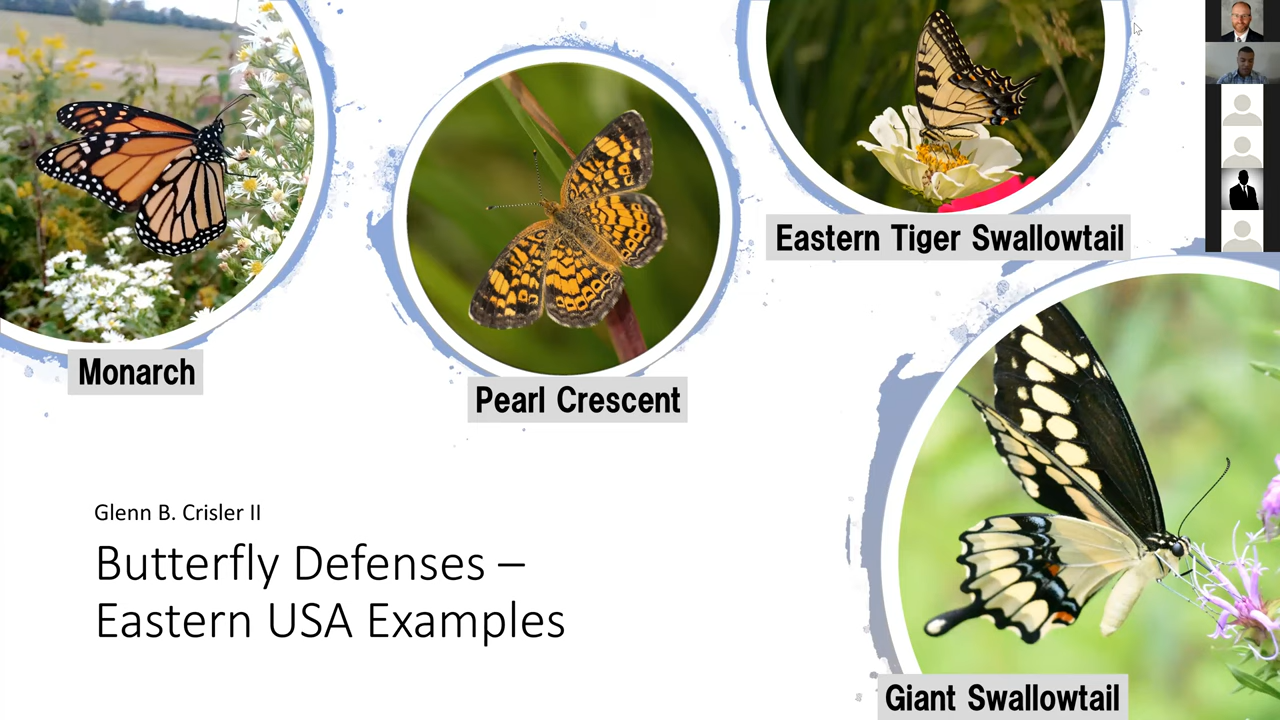 Eastern Tiger Swallowtail
Monarch
Pearl Crescent
Glenn B. Crisler II
Butterfly Defenses –
Eastern USA Examples
Giant Swallowtail